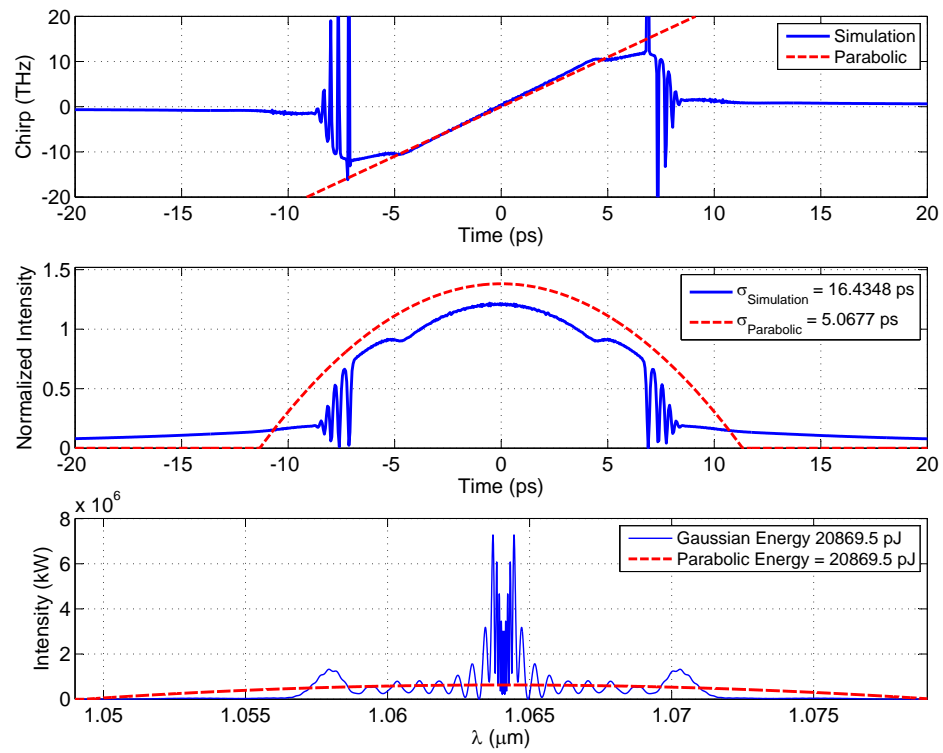 20
10
0
-10
-20
Chirp (THz)
Simulation
Parabolic
-20 -15 -10 -5 0 5 10 15 20
Time (ps)
1.5
1
0.5
0
Normalized Intensity
σSimulation = 16.4348 ps
σParabolic = 5.0677 ps
-20 -15 -10 -5 0 5 10 15 20
Time (ps)
x 10^6
8
6
4
2
0
Intensity (kW)
Gaussian Energy 20869.5 pJ
Parabolic Energy = 20869.5 pJ
1.05 1.055 1.06 1.065 1.07 1.075
λ (μm)